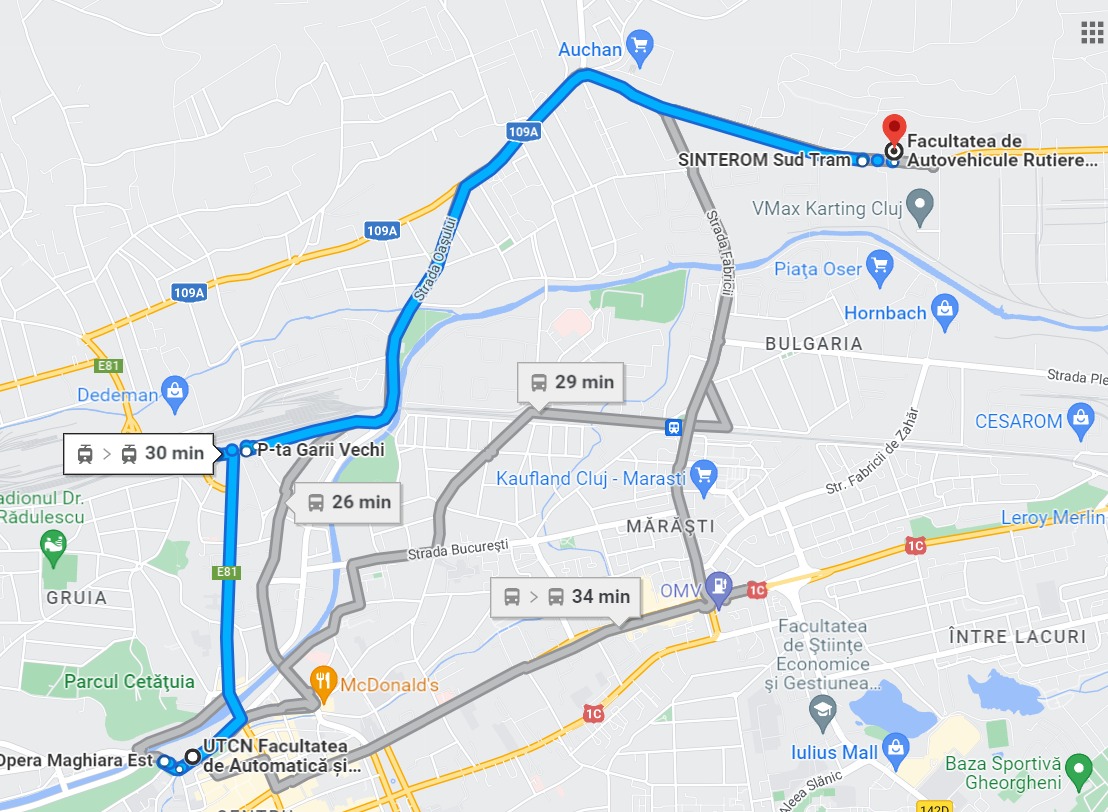 Auchan
109A
Facultatea de
Autovehicule Rutiere...
SINTEROM Sud Tram
VMax Karting Cluj
109A
Strada Oașului
Strada Fabricii
Piața Oser
109A
Hornbach
BULGARIA
E81
Strada Ple
Dedeman
29 min
CESAROM
30 min
P-ta Garii Vechi
Str. Fabricii de Zahăr
Kaufland Cluj - Marasti
26 min
adionul Dr.
Rădulescu
MĂRĂȘTI
Leroy Merlin,
1C
Strada București
E81
OMV
1C
34 min
GRUIA
Facultatea
de Științe
Economice
și Gestiunea...
ÎNTRE LACURI
Parcul Cetățuia
McDonald's
1C
UTCN Facultatea
de Automatică și...
Opera Maghiara Est
Iulius Mall
Baza Sportivă
Gheorgheni
Aleea Slănic
142D